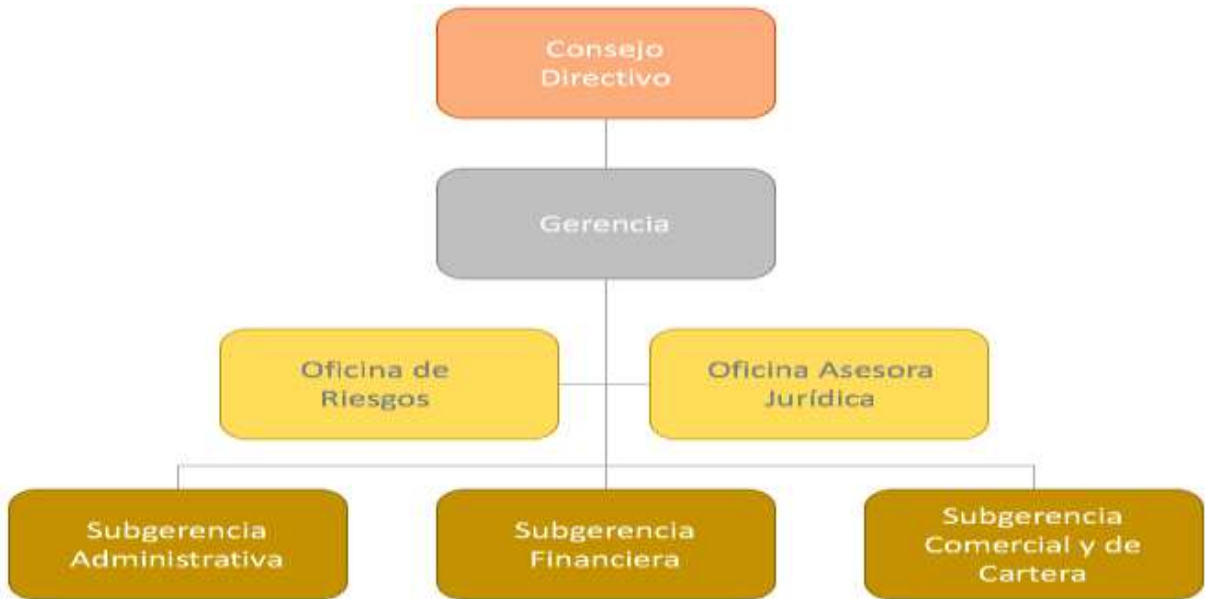 Consejo
Directivo
Gerencia
Oficina de
Riesgos
Oficina Asesora
Jurídica
Subgerencia
Administrativa
Subgerencia
Financiera
Subgerencia
Comercial y de
Cartera